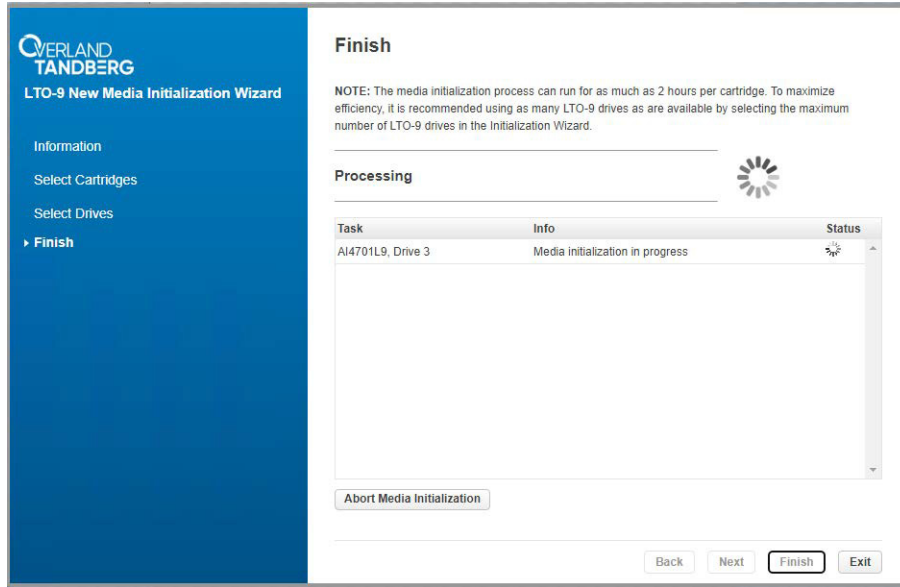 OVERLAND
TANDBERG
LTO-9 New Media Initialization Wizard
Information
Select Cartridges
Select Drives
Finish
Finish
NOTE: The media initialization process can run for as much as 2 hours per cartridge. To maximize
efficiency, it is recommended using as many LTO-9 drives as are available by selecting the maximum
number of LTO-9 drives in the Initialization Wizard.
Processing
Task Info Status
AI4701L9, Drive 3 Media initialization in progress
Abort Media Initialization
Back Next Finish Exit